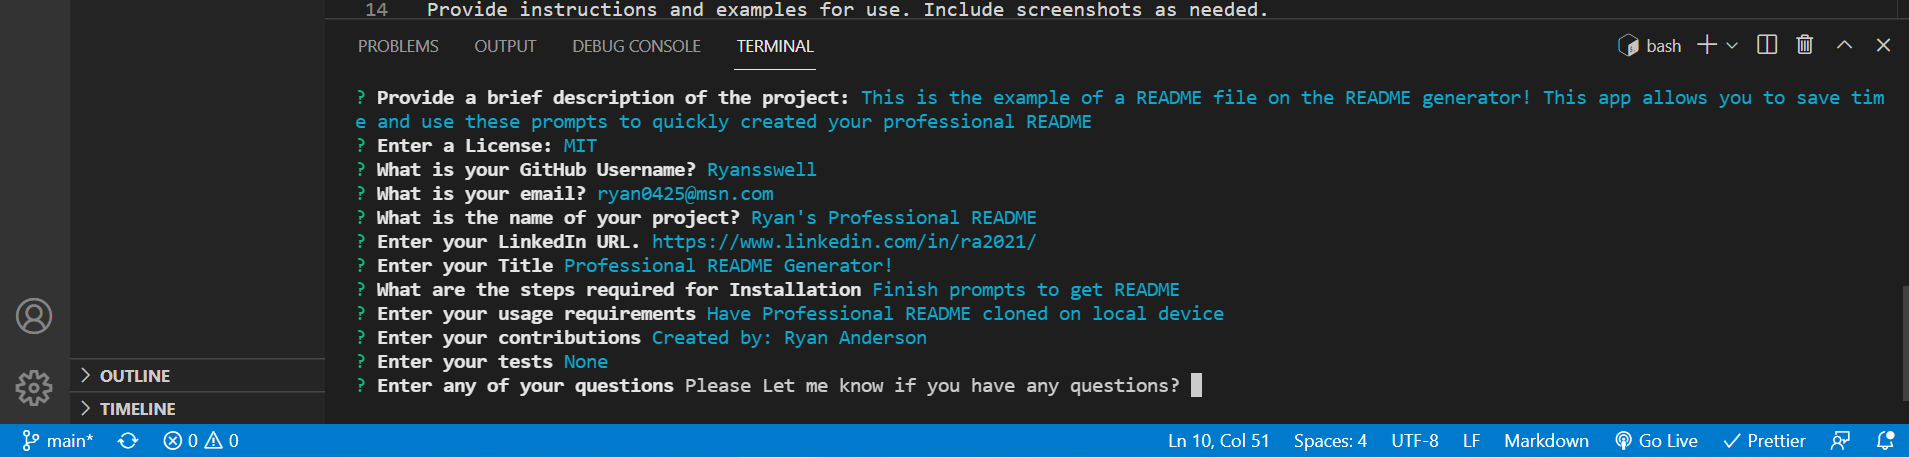 14 Provide instructions and examples for use. Include screenshots as needed.
PROBLEMS OUTPUT DEBUG CONSOLE TERMINAL bash
? Provide a brief description of the project: This is the example of a README file on the README generator! This app allows you to save tim
e and use these prompts to quickly created your professional README
? Enter a License: MIT
? What is your GitHub Username? Ryansswell
? What is your email? ryan0425@msn.com
? What is the name of your project? Ryan's Professional README
? Enter your LinkedIn URL. https://www.linkedin.com/in/ra2021/
? Enter your Title Professional README Generator!
? What are the steps required for Installation Finish prompts to get README
? Enter your usage requirements Have Professional README cloned on local device
? Enter your contributions Created by: Ryan Anderson
? Enter your tests None
? Enter any of your questions Please Let me know if you have any questions?
OUTLINE
TIMELINE
main* 0 0 Ln 10, Col 51 Spaces: 4 UTF-8 LF Markdown Go Live Prettier